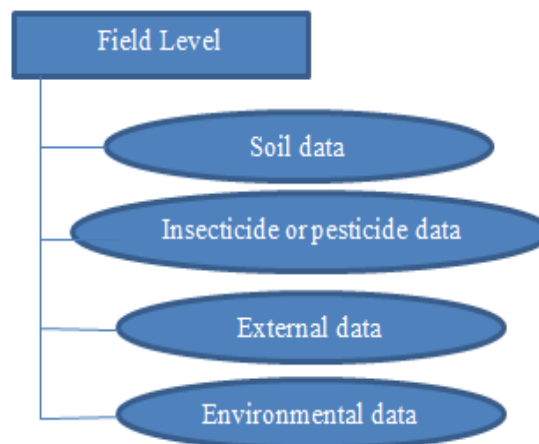 Field Level
Soil data
Insecticide or pesticide data
External data
Environmental data